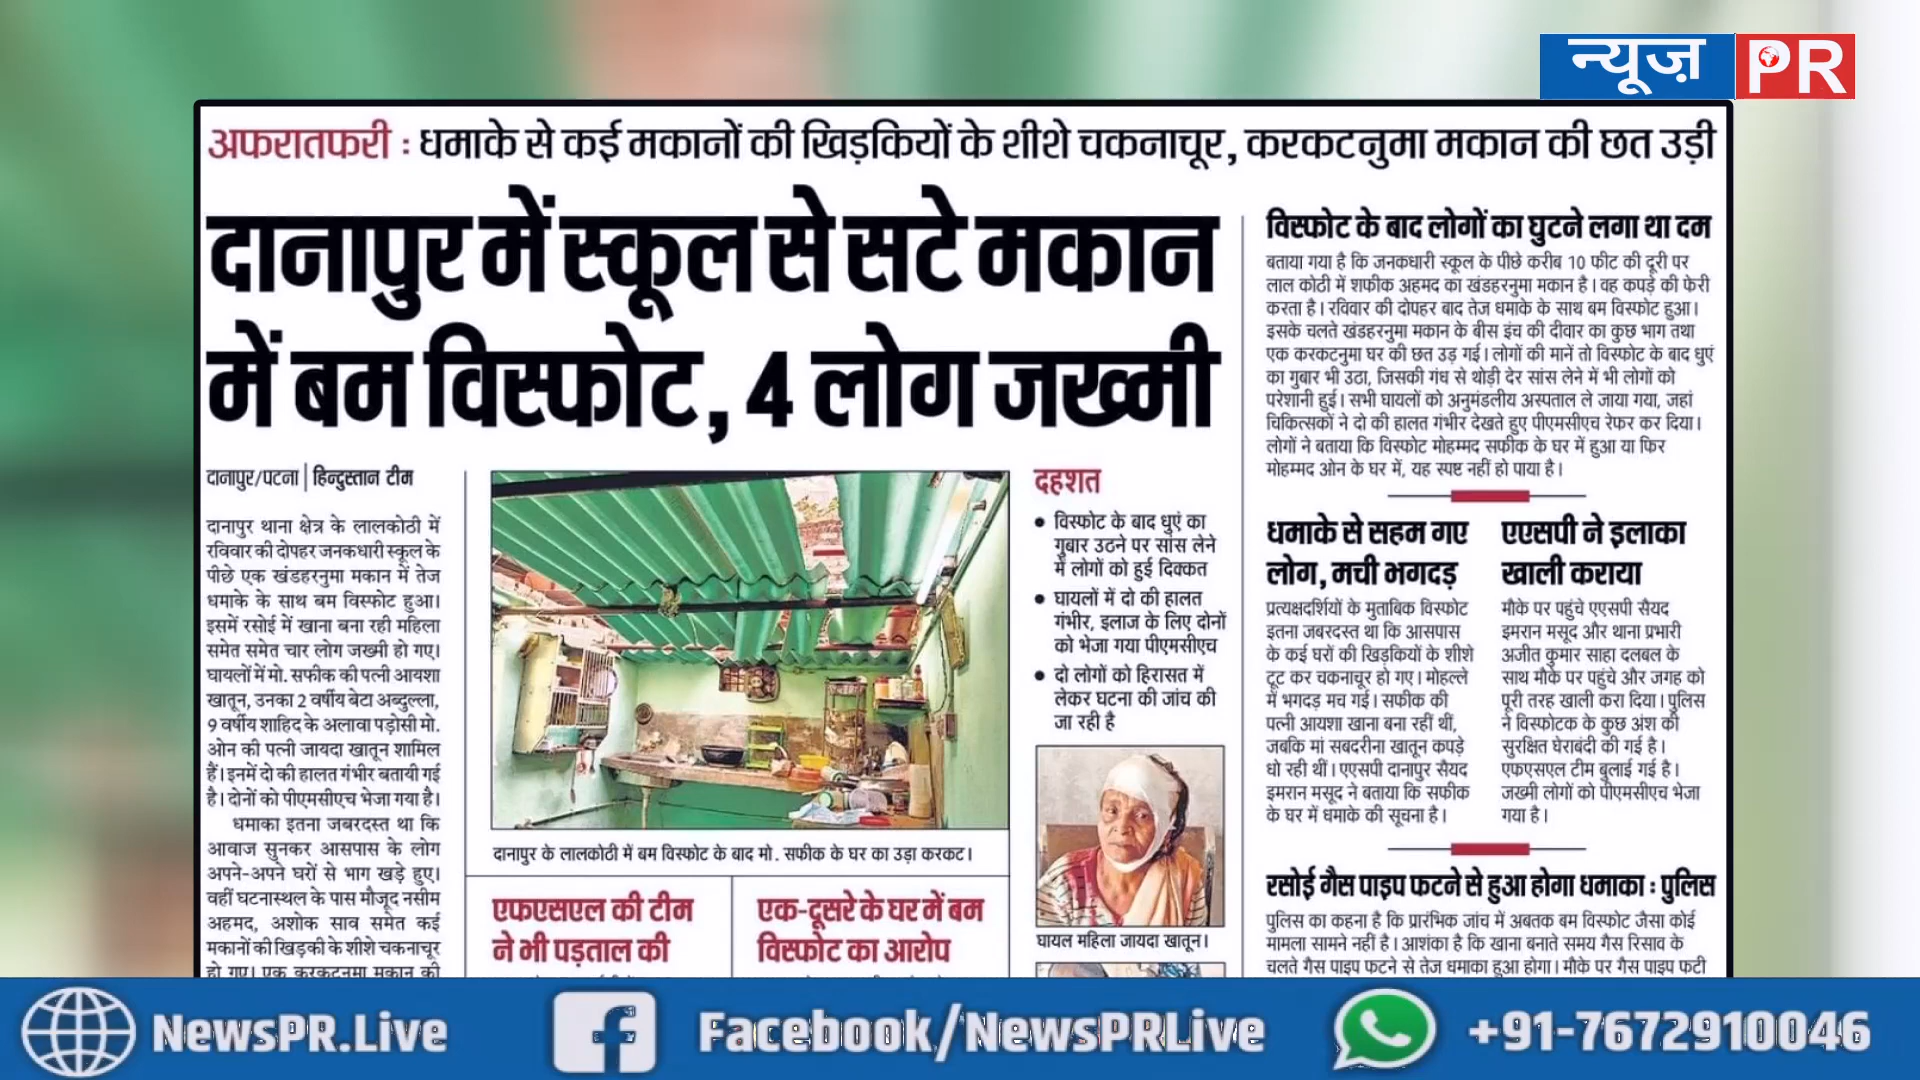 न्यूज़ PR
अफरातफरी : धमाके से कई मकानों की खिड़कियों के शीशे चकनाचूर, करकटनुमा मकान की छत उड़ी
दानापुर में स्कूल से सटे मकान
में बम विस्फोट, 4 लोग जख्मी
दानापुर/पटना | हिन्दुस्तान टीम
दानापुर थाना क्षेत्र के लालकोठी में
रविवार की दोपहर जनकधारी स्कूल के
पीछे एक खंडहरनुमा मकान में तेज
धमाके के साथ बम विस्फोट हुआ।
इसमें रसोई में खाना बना रही महिला
समेत समेत चार लोग जख्मी हो गए।
घायलों में मो. सफीक की पत्नी आयशा
खातून, उनका 2 वर्षीय बेटा अब्दुल्ला,
9 वर्षीय शाहिद के अलावा पड़ोसी मो.
ओन की पत्नी जायदा खातून शामिल
हैं। इनमें दो की हालत गंभीर बतायी गई
है। दोनों को पीएमसीएच भेजा गया है।
धमाका इतना जबरदस्त था कि
आवाज सुनकर आसपास के लोग
अपने-अपने घरों से भाग खड़े हुए।
वहीं घटनास्थल के पास मौजूद नसीम
अहमद, अशोक साव समेत कई
मकानों की खिड़की के शीशे चकनाचूर
हो गए। एक करकटनुमा मकान की
दानापुर के लालकोठी में बम विस्फोट के बाद मो. सफीक के घर का उड़ा करकट।
एफएसएल की टीम
ने भी पड़ताल की
एक-दूसरे के घर में बम
विस्फोट का आरोप
दहशत
● विस्फोट के बाद धुएं का
गुबार उठने पर सांस लेने
में लोगों को हुई दिक्कत
● घायलों में दो की हालत
गंभीर, इलाज के लिए दोनों
को भेजा गया पीएमसीएच
● दो लोगों को हिरासत में
लेकर घटना की जांच की
जा रही है
घायल महिला जायदा खातून।
विस्फोट के बाद लोगों का घुटने लगा था दम
बताया गया है कि जनकधारी स्कूल के पीछे करीब 10 फीट की दूरी पर
लाल कोठी में शफीक अहमद का खंडहरनुमा मकान है। वह कपड़े की फेरी
करता है। रविवार की दोपहर बाद तेज धमाके के साथ बम विस्फोट हुआ।
इसके चलते खंडहरनुमा मकान के बीस इंच की दीवार का कुछ भाग तथा
एक करकटनुमा घर की छत उड़ गई। लोगों की मानें तो विस्फोट के बाद धुएं
का गुबार भी उठा, जिसकी गंध से थोड़ी देर सांस लेने में भी लोगों को
परेशानी हुई। सभी घायलों को अनुमंडलीय अस्पताल ले जाया गया, जहां
चिकित्सकों ने दो की हालत गंभीर देखते हुए पीएमसीएच रेफर कर दिया।
लोगों ने बताया कि विस्फोट मोहम्मद सफीक के घर में हुआ या फिर
मोहम्मद ओन के घर में, यह स्पष्ट नहीं हो पाया है।
धमाके से सहम गए
लोग, मची भगदड़
प्रत्यक्षदर्शियों के मुताबिक विस्फोट
इतना जबरदस्त था कि आसपास
के कई घरों की खिड़कियों के शीशे
टूट कर चकनाचूर हो गए। मोहल्ले
में भगदड़ मच गई। सफीक की
पत्नी आयशा खाना बना रहीं थीं,
जबकि मां सबदरीना खातून कपड़े
धो रही थीं। एएसपी दानापुर सैयद
इमरान मसूद ने बताया कि सफीक
के घर में धमाके की सूचना है।
एएसपी ने इलाका
खाली कराया
मौके पर पहुंचे एएसपी सैयद
इमरान मसूद और थाना प्रभारी
अजीत कुमार साहा दलबल के
साथ मौके पर पहुंचे और जगह को
पूरी तरह खाली करा दिया। पुलिस
ने विस्फोटक के कुछ अंश की
सुरक्षित घेराबंदी की गई है।
एफएसएल टीम बुलाई गई है।
जख्मी लोगों को पीएमसीएच भेजा
गया है।
रसोई गैस पाइप फटने से हुआ होगा धमाका : पुलिस
पुलिस का कहना है कि प्रारंभिक जांच में अबतक बम विस्फोट जैसा कोई
मामला सामने नहीं है। आशंका है कि खाना बनाते समय गैस रिसाव के
चलते गैस पाइप फटने से तेज धमाका हुआ होगा। मौके पर गैस पाइप फटी
NewsPR.Live
Facebook/NewsPRLive
+91-7672910046